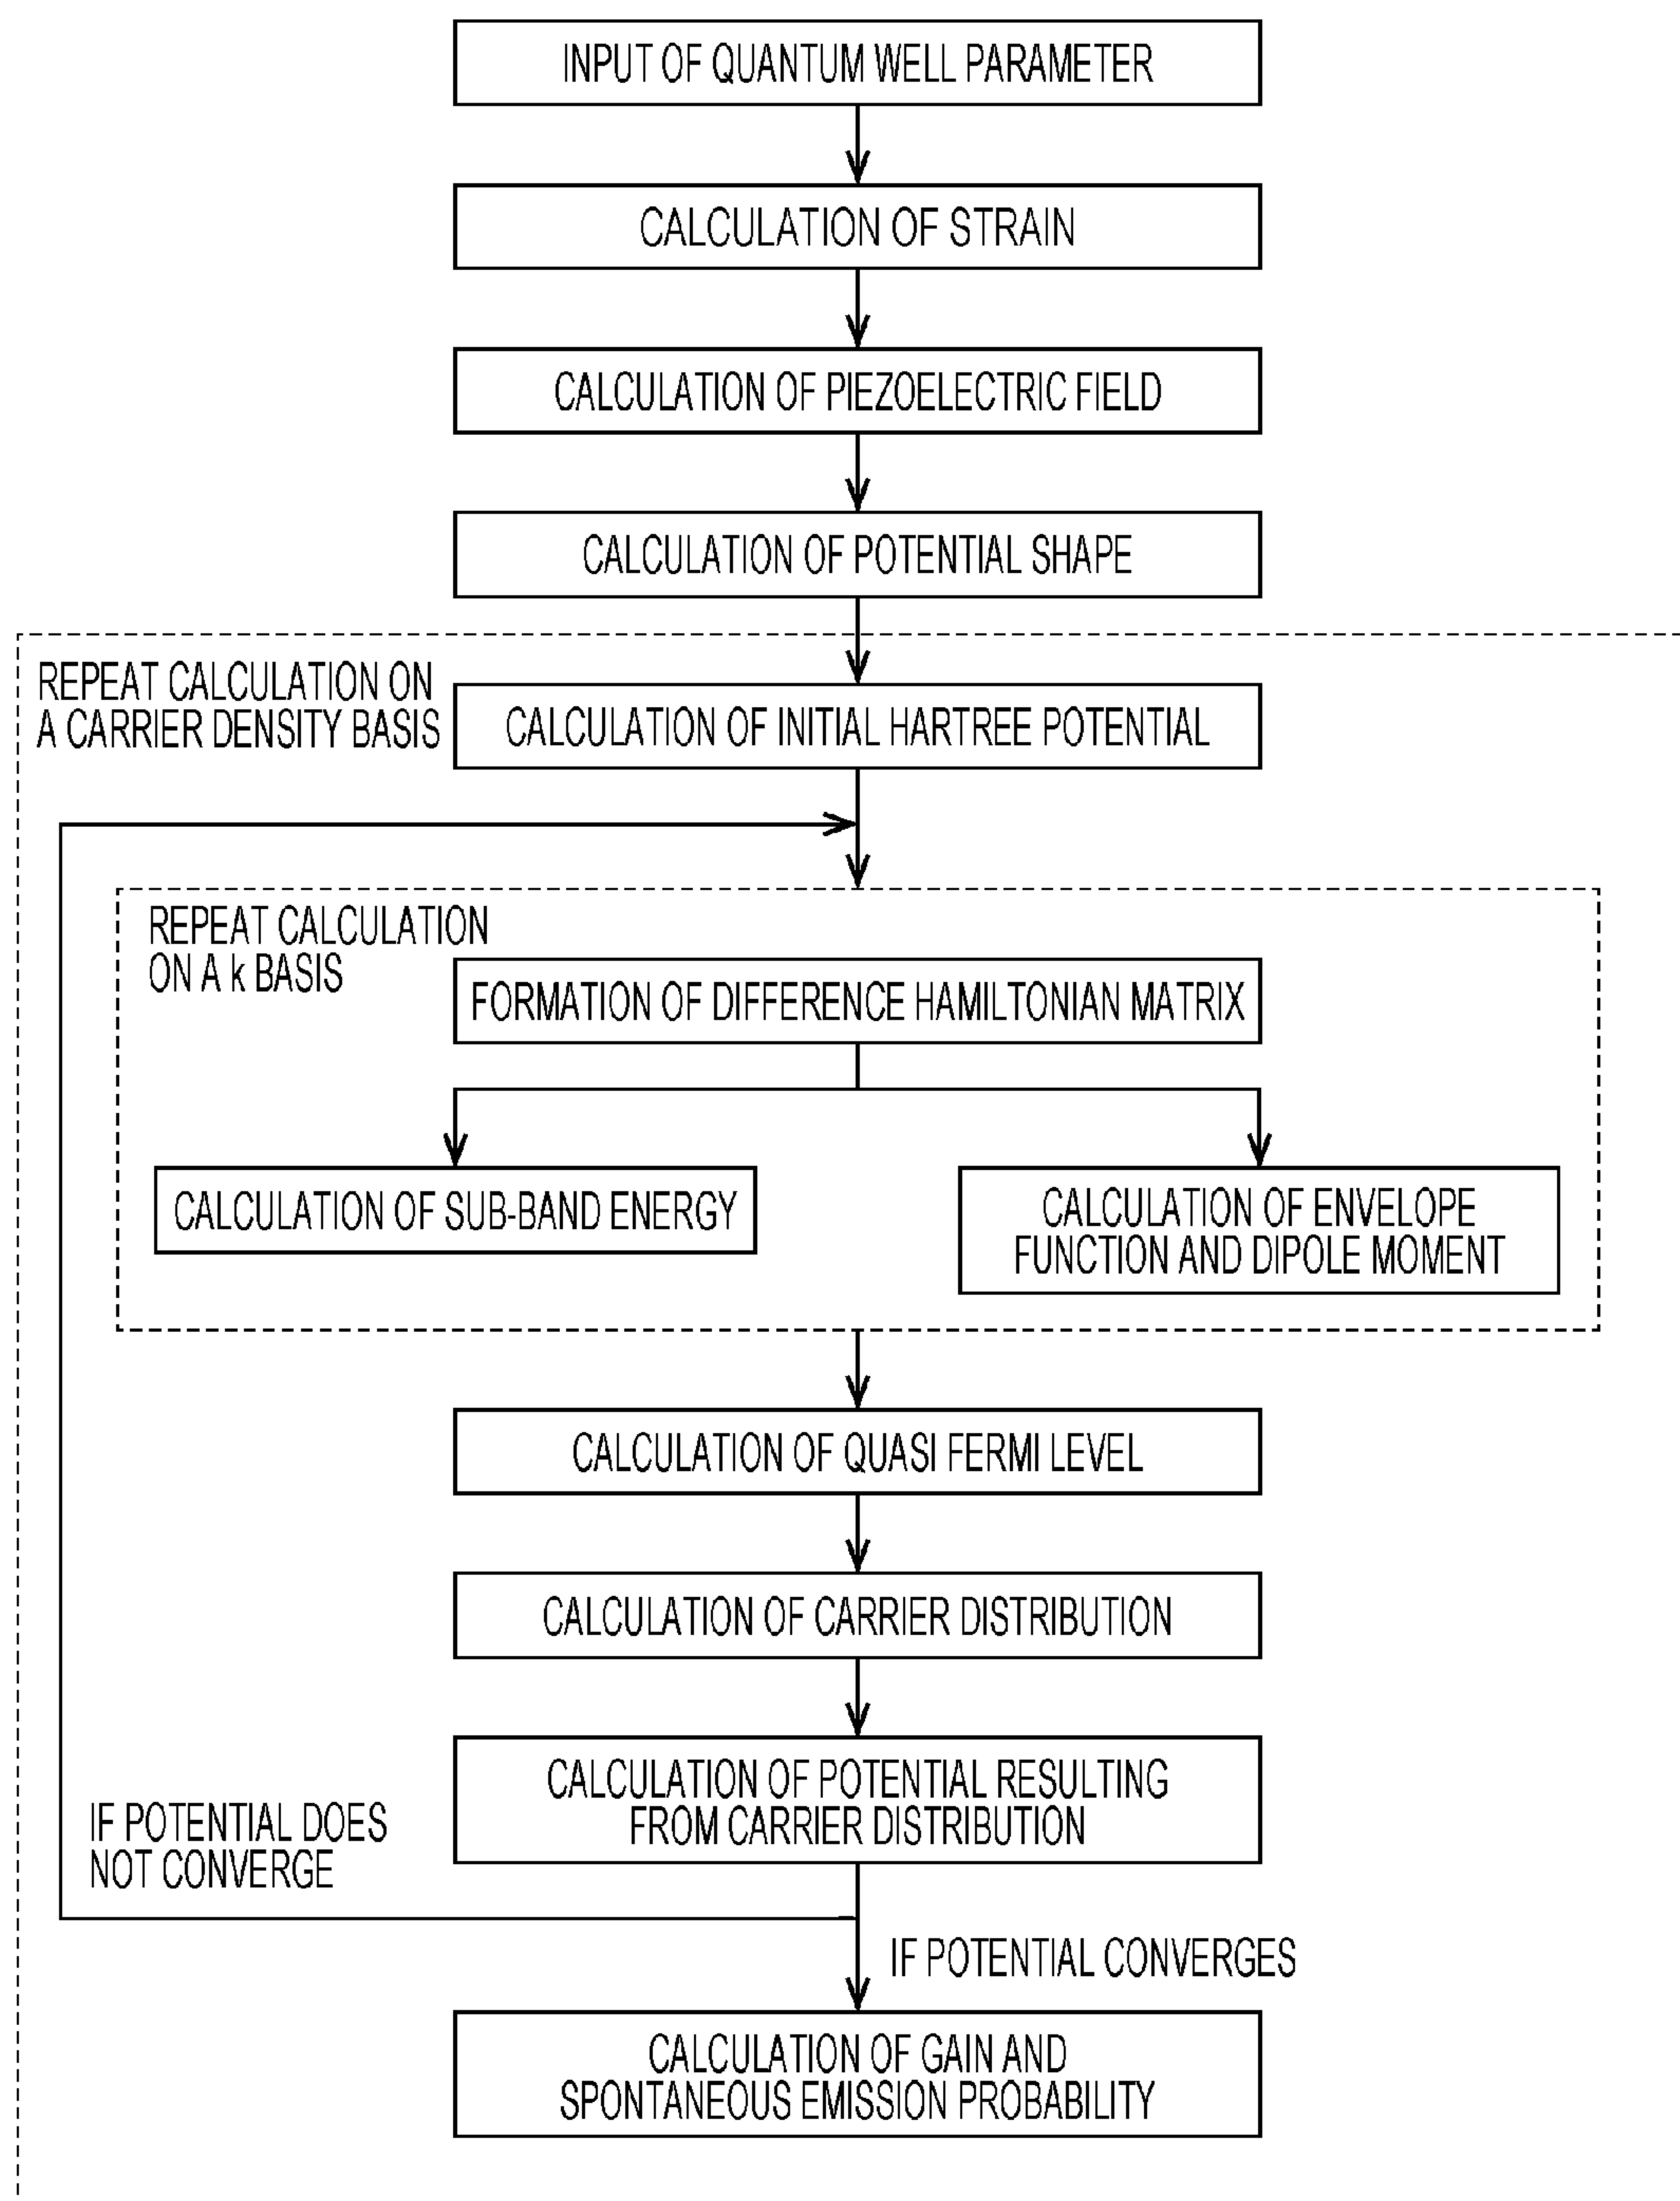 INPUT OF QUANTUM WELL PARAMETER
CALCULATION OF STRAIN
CALCULATION OF PIEZOELECTRIC FIELD
CALCULATION OF POTENTIAL SHAPE
REPEAT CALCULATION ON
A CARRIER DENSITY BASIS
CALCULATION OF INITIAL HARTREE POTENTIAL
REPEAT CALCULATION
ON A k BASIS
FORMATION OF DIFFERENCE HAMILTONIAN MATRIX
CALCULATION OF SUB-BAND ENERGY
CALCULATION OF ENVELOPE
FUNCTION AND DIPOLE MOMENT
CALCULATION OF QUASI FERMI LEVEL
CALCULATION OF CARRIER DISTRIBUTION
CALCULATION OF POTENTIAL RESULTING
FROM CARRIER DISTRIBUTION
IF POTENTIAL DOES
NOT CONVERGE
IF POTENTIAL CONVERGES
CALCULATION OF GAIN AND
SPONTANEOUS EMISSION PROBABILITY